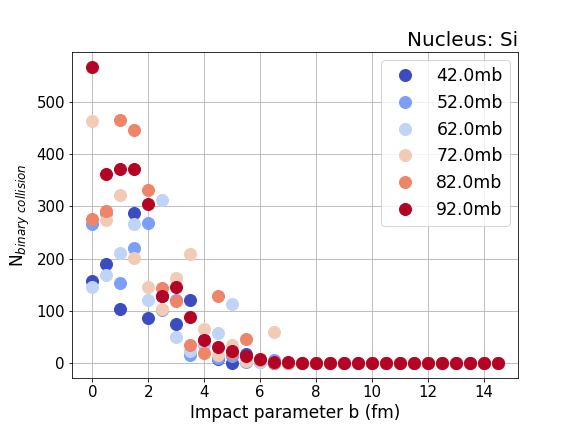 Nucleus: Si
42.0mb
52.0mb
62.0mb
72.0mb
82.0mb
92.0mb
500
400
300
200
100
0
N_binary collision
0 2 4 6 8 10 12 14
Impact parameter b (fm)